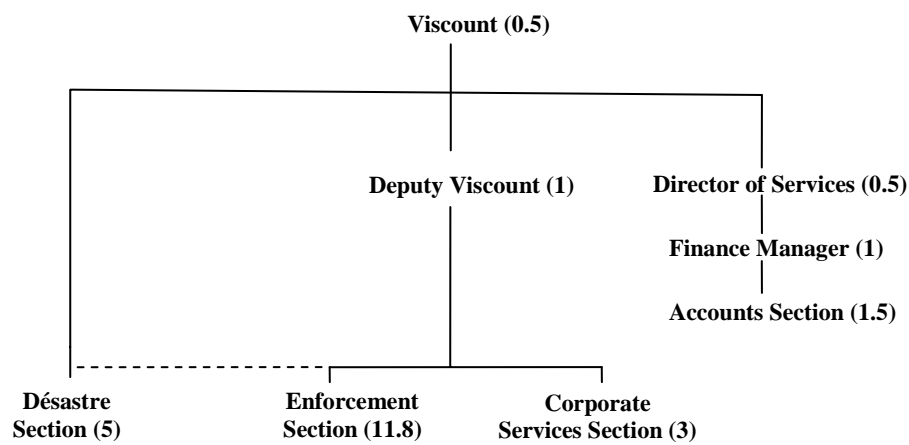 Viscount (0.5)
Deputy Viscount (1)
Director of Services (0.5)
Finance Manager (1)
Accounts Section (1.5)
Désastre
Section (5)
Enforcement
Section (11.8)
Corporate
Services Section (3)